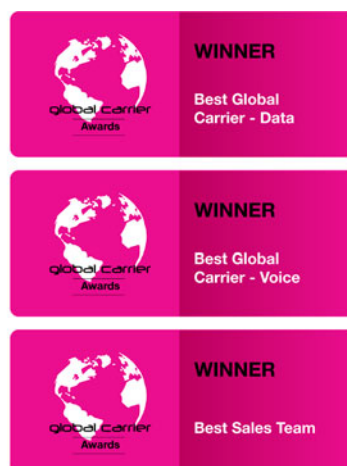 global carrier
Awards
WINNER
Best Global
Carrier - Data
global carrier
Awards
WINNER
Best Global
Carrier - Voice
global carrier
Awards
WINNER
Best Sales Team